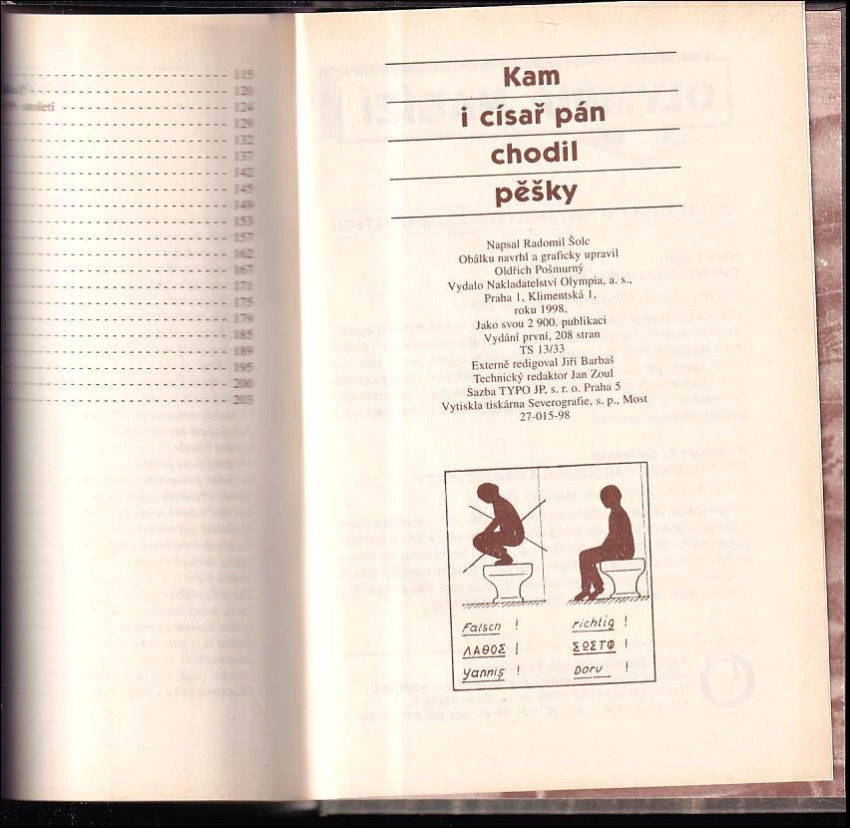 115
120
století 124
129
132
137
142
145
149
153
157
162
167
171
175
179
185
189
195
200
203
Kam
i císař pán
chodil
pěšky
Napsal Radomil Šolc
Obálku navrhl a graficky upravil
Oldřich Pošmurný
Vydalo Nakladatelství Olympia, a. s.,
Praha 1, Klimentská 1,
roku 1998,
Jako svou 2 900. publikaci
Vydání první, 208 stran
TS 13/33
Externě redigoval Jiří Barbaš
Technický redaktor Jan Zoul
Sazba TYPO JP, s. r. o. Praha 5
Vytiskla tiskárna Severografie, s. p., Most
27-015-98
Falsch ! richtig !
ΛΑΘΟΣ ! ΣΩΣΤΟ !
Yanniş ! Doru !